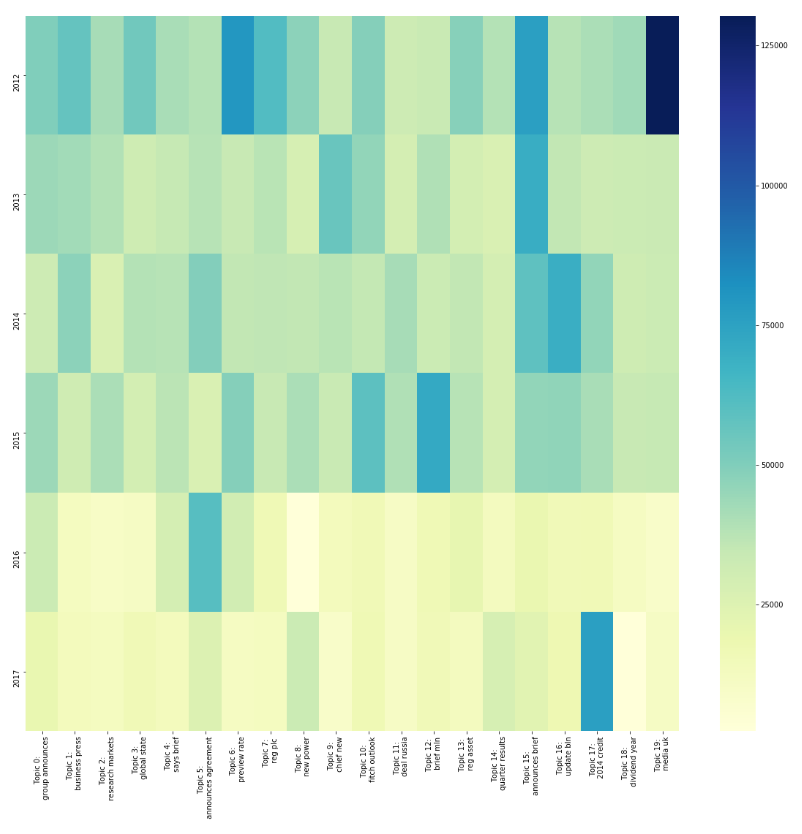 2012
2013
2014
2015
2016
2017
Topic 0:
group announces
Topic 1:
business press
Topic 2:
research markets
Topic 3:
global state
Topic 4:
says brief
Topic 5:
announces agreement
Topic 6:
preview rate
Topic 7:
reg plc
Topic 8:
new power
Topic 9:
chief new
Topic 10:
fitch outlook
Topic 11:
deal russia
Topic 12:
brief mln
Topic 13:
reg asset
Topic 14:
quarter results
Topic 15:
announces brief
Topic 16:
update bln
Topic 17:
2014 credit
Topic 18:
dividend year
Topic 19:
media uk
125000
100000
75000
50000
25000